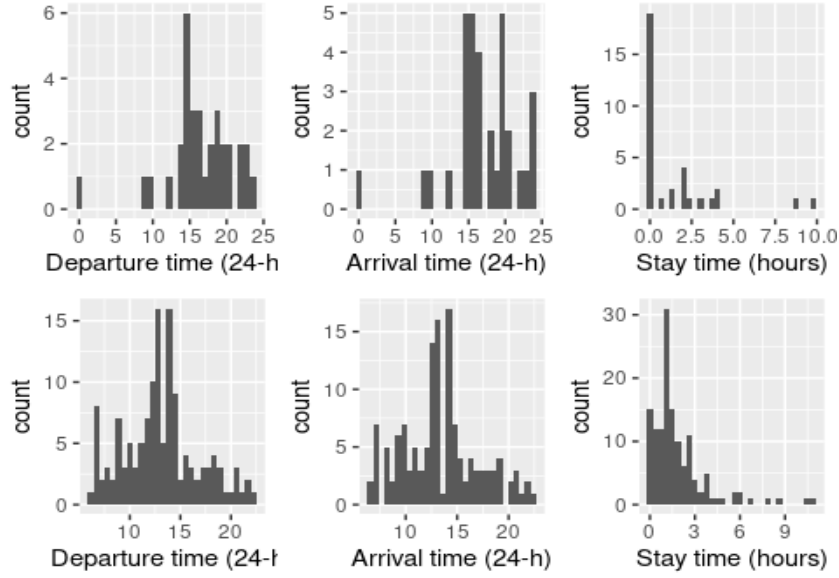 count
6
4
2
0
0 5 10 15 20 25
Departure time (24-h
count
5
4
3
2
1
0
0 5 10 15 20 25
Arrival time (24-h)
count
15
10
5
0
0.0 2.5 5.0 7.5 10.0
Stay time (hours)
count
15
10
5
0
10 15 20
Departure time (24-h
count
15
10
5
0
10 15 20
Arrival time (24-h)
count
30
20
10
0
0 3 6 9
Stay time (hours)